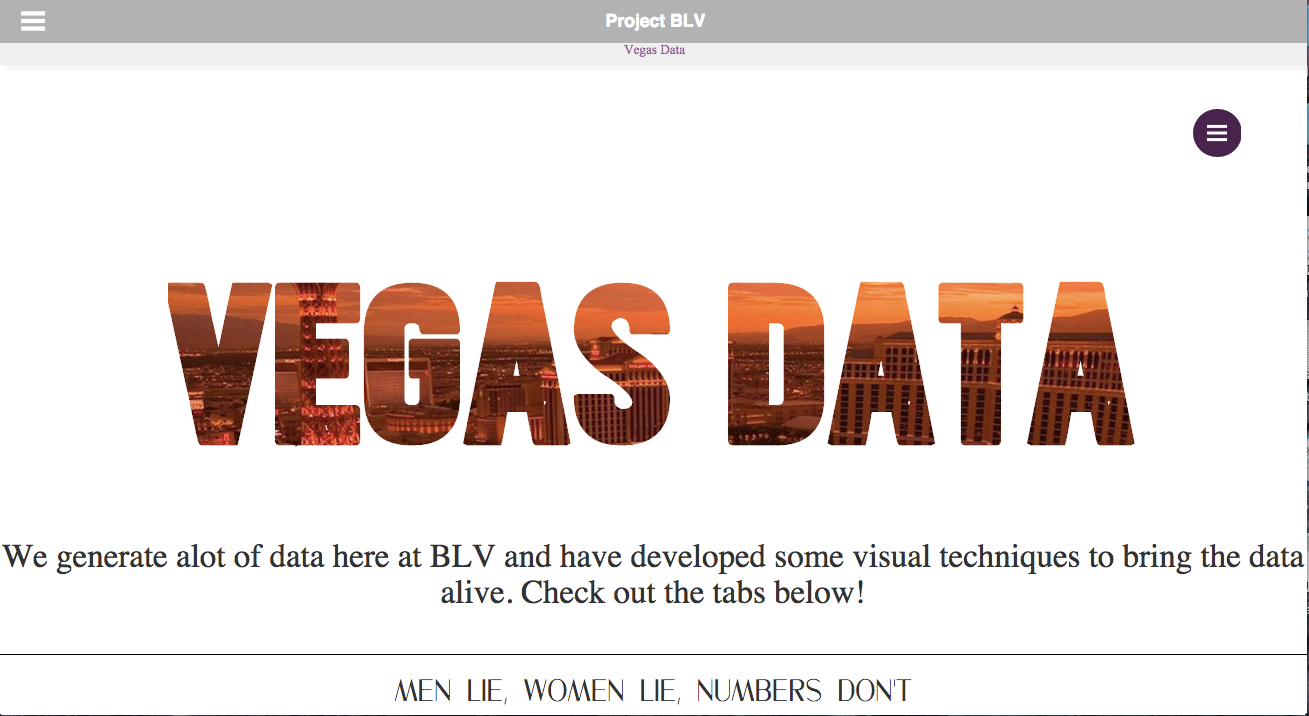 Project BLV
Vegas Data
VEGAS DATA
We generate alot of data here at BLV and have developed some visual techniques to bring the data
alive. Check out the tabs below!
MEN LIE, WOMEN LIE, NUMBERS DON'T